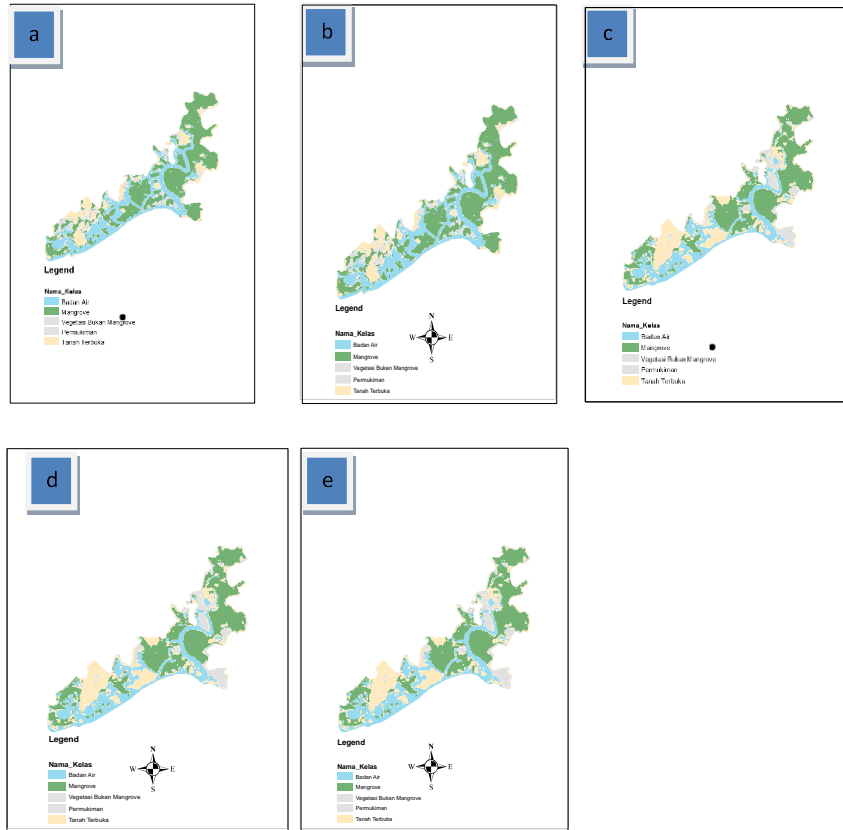 a
Legend
Nama_Kelas
Badan Air
Mangrove
Vegetasi Bukan Mangrove
Permukiman
Tanah Terbuka
b
Legend
Nama_Kelas
Badan Air
Mangrove
Vegetasi Bukan Mangrove
Permukiman
Tanah Terbuka
N
W E
S
c
Legend
Nama_Kelas
Badan Air
Mangrove
Vegetasi Bukan Mangrove
Permukiman
Tanah Terbuka
d
Legend
Nama_Kelas
Badan Air
Mangrove
Vegetasi Bukan Mangrove
Permukiman
Tanah Terbuka
N
W E
S
e
Legend
Nama_Kelas
Badan Air
Mangrove
Vegetasi Bukan Mangrove
Permukiman
Tanah Terbuka
N
W E
S